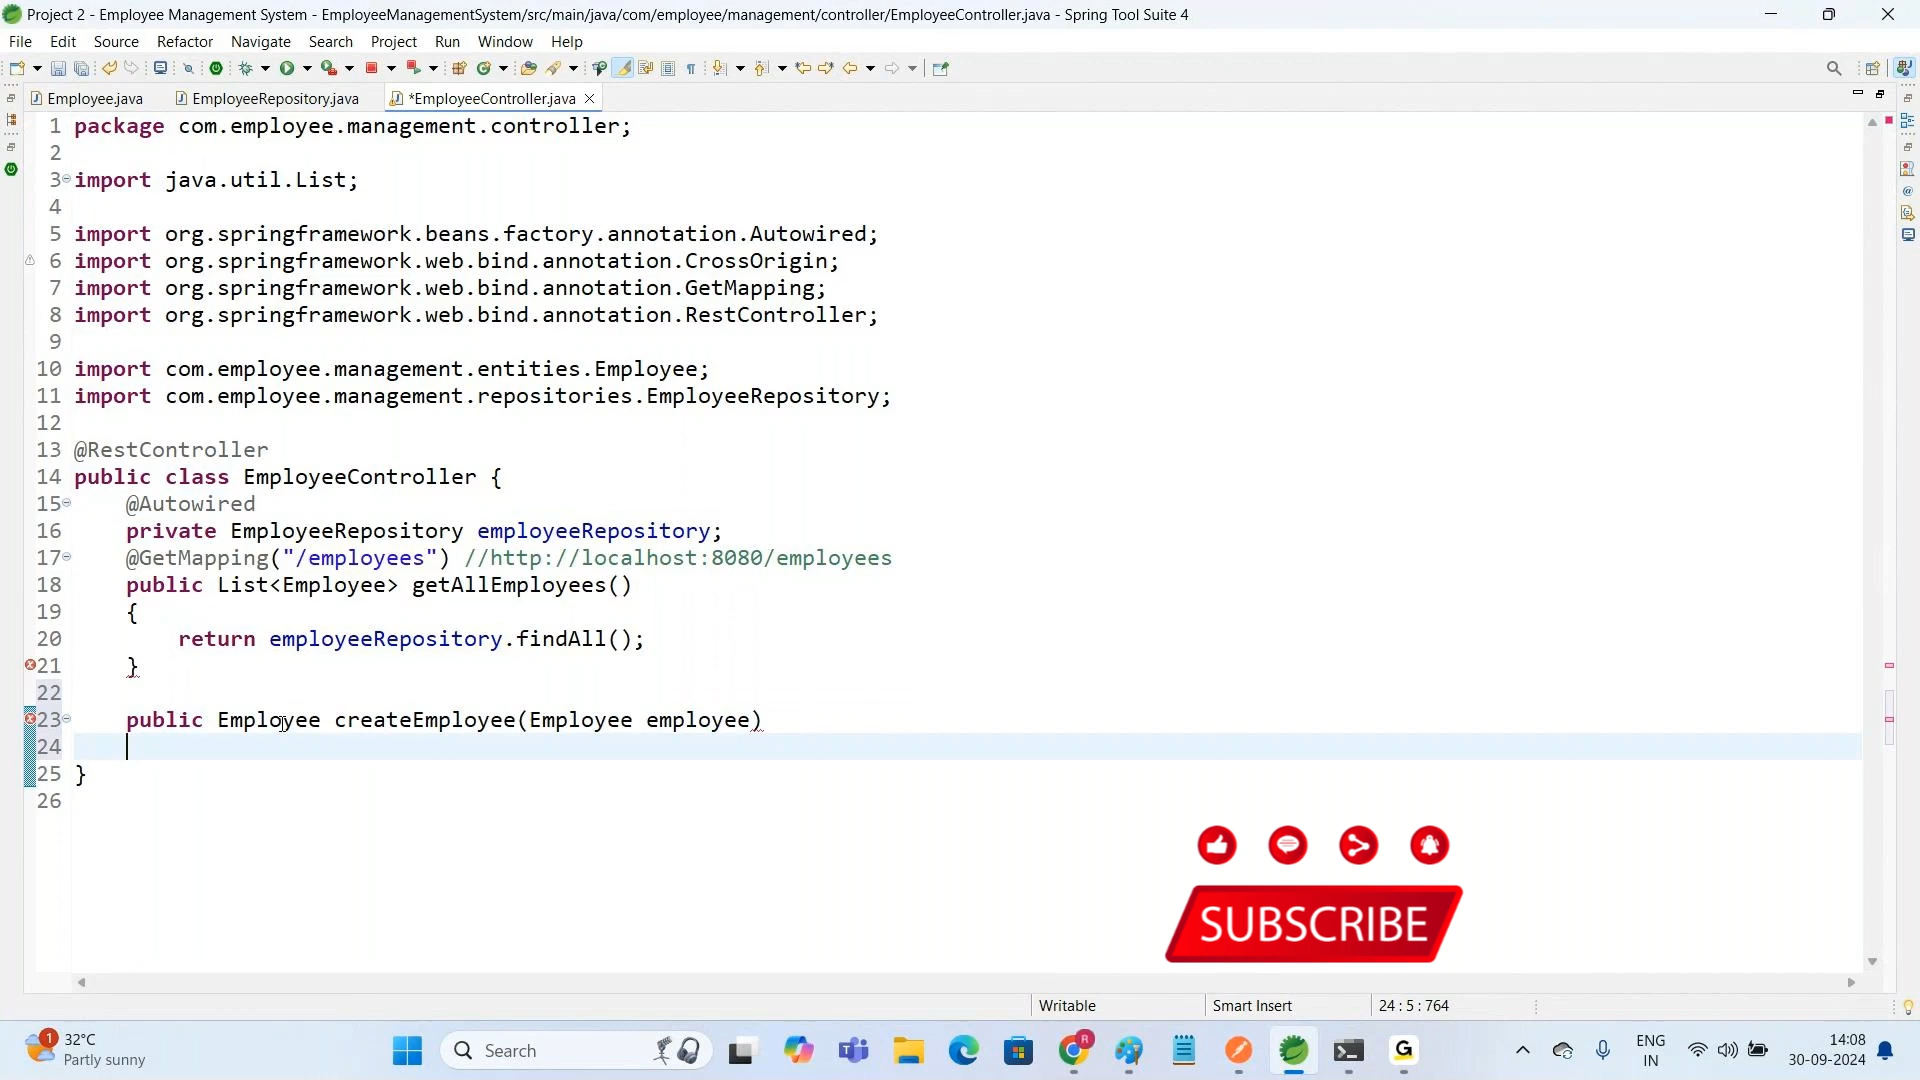 Project 2 - Employee Management System - EmployeeManagementSystem/src/main/java/com/employee/management/controller/EmployeeController.java - Spring Tool Suite 4
File Edit Source Refactor Navigate Search Project Run Window Help
Employee.java EmployeeRepository.java *EmployeeController.java
1 package com.employee.management.controller;
2
3 import java.util.List;
4
5 import org.springframework.beans.factory.annotation.Autowired;
6 import org.springframework.web.bind.annotation.CrossOrigin;
7 import org.springframework.web.bind.annotation.GetMapping;
8 import org.springframework.web.bind.annotation.RestController;
9
10 import com.employee.management.entities.Employee;
11 import com.employee.management.repositories.EmployeeRepository;
12
13 @RestController
14 public class EmployeeController {
15 @Autowired
16 private EmployeeRepository employeeRepository;
17 @GetMapping("/employees") //http://localhost:8080/employees
18 public List<Employee> getAllEmployees()
19 {
20 return employeeRepository.findAll();
21 }
22
23 public Employee createEmployee(Employee employee)
24
25 }
26
SUBSCRIBE
Writable Smart Insert 24 : 5 : 764
1 32°C
Partly sunny
Search
R
G
ENG
IN
14:08
30-09-2024